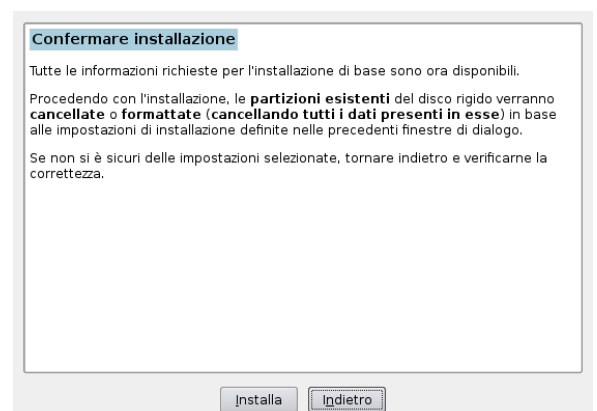 Confermare installazione
Tutte le informazioni richieste per l'installazione di base sono ora disponibili.
Procedendo con l'installazione, le partizioni esistenti del disco rigido verranno
cancellate o formattate (cancellando tutti i dati presenti in esse) in base
alle impostazioni di installazione definite nelle precedenti finestre di dialogo.
Se non si è sicuri delle impostazioni selezionate, tornare indietro e verificarne la
correttezza.
Installa
Indietro